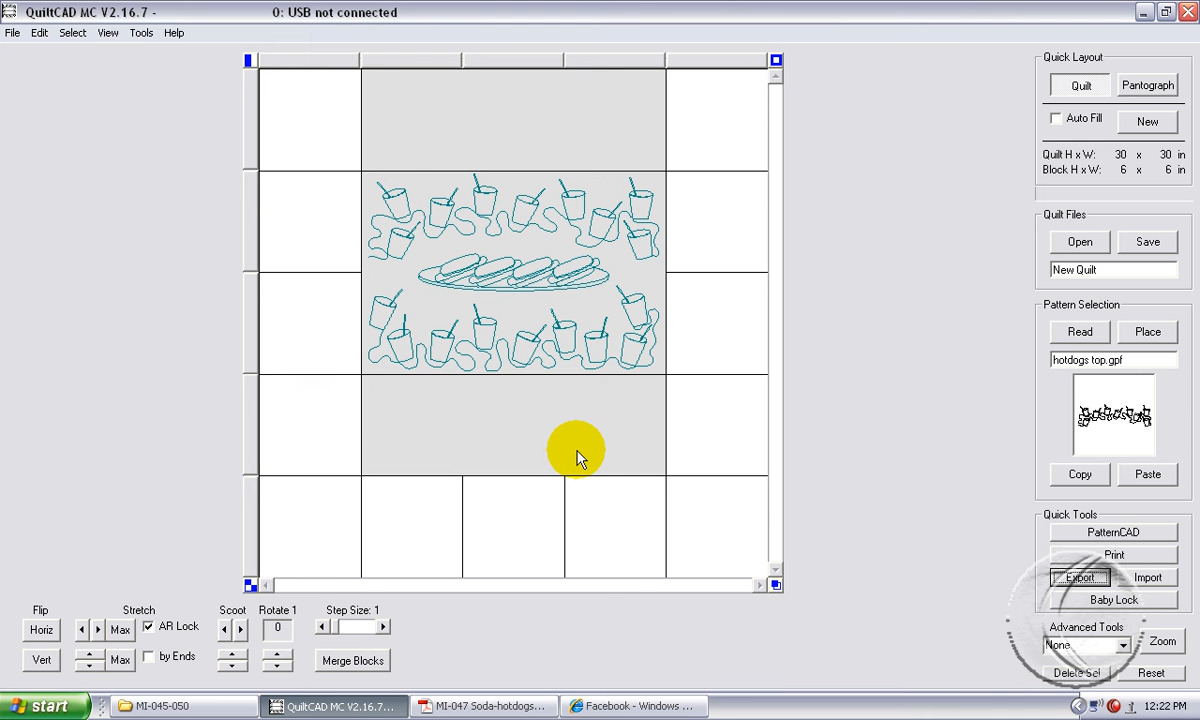 QuiltCAD MC V2.16.7 - 0: USB not connected
File Edit Select View Tools Help
Quick Layout
Quilt Pantograph
Auto Fill New
Quilt H x W: 30 x 30 in
Block H x W: 6 x 6 in
Quilt Files
Open Save
New Quilt
Pattern Selection
Read Place
hotdogs top.gpf
Copy Paste
Quick Tools
PatternCAD
Print
Export Import
Baby Lock
Advanced Tools
None Zoom
Delete Sel Reset
Flip Stretch Scoot Rotate 1 Step Size: 1
Horiz Max AR Lock 0
Vert Max by Ends Merge Blocks
start MI-045-050 QuiltCAD MC V2.16.7... MI-047 Soda-hotdogs... Facebook - Windows ... 12:22 PM